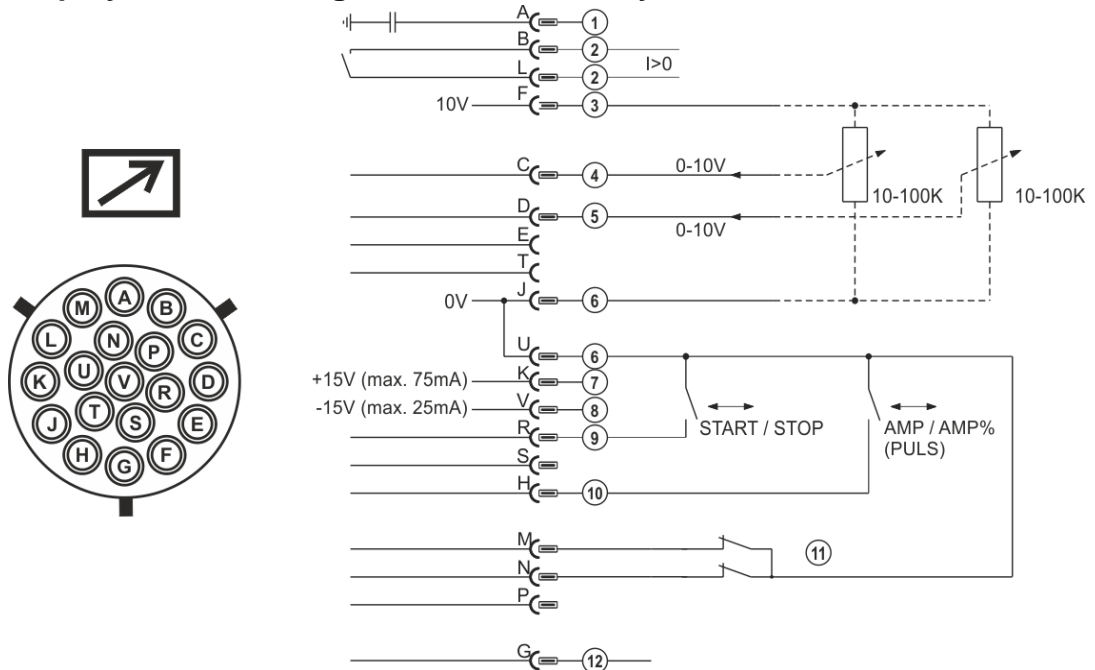 A
1
B
2
L
2
I>0
F
10V
3
C
4
0-10V
10-100K
10-100K
D
5
0-10V
E
T
J
0V
6
U
6
K
+15V (max. 75mA)
7
V
-15V (max. 25mA)
8
R
9
START / STOP
AMP / AMP%
(PULS)
S
H
10
M
11
N
P
G
12
A
M
B
L
N
P
C
K
U
V
R
D
J
T
S
E
H
G
F